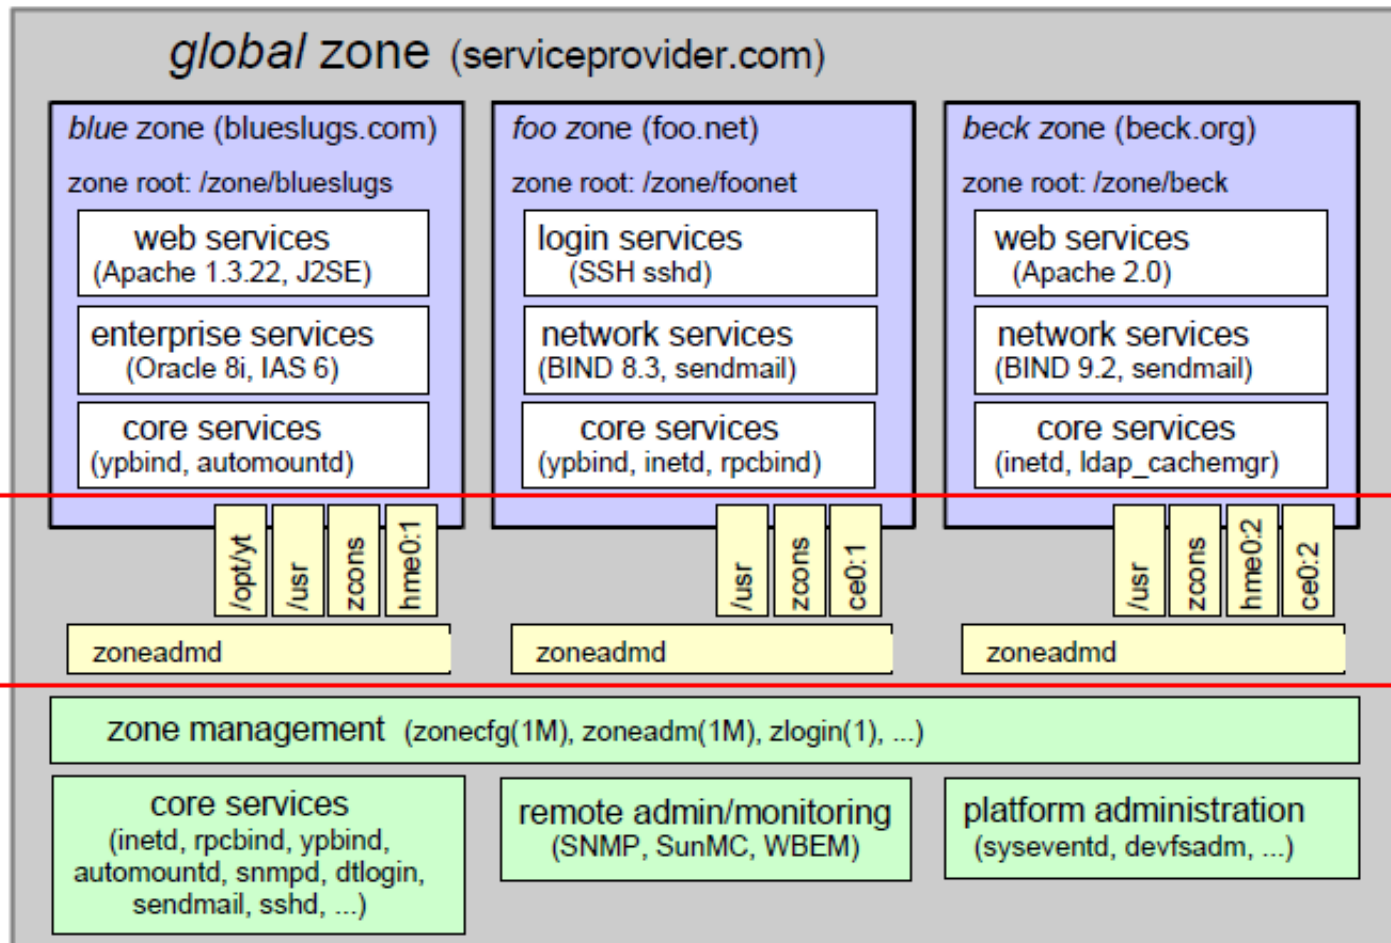 global zone (serviceprovider.com)
blue zone (blueslugs.com)
zone root: /zone/blueslugs
web services
(Apache 1.3.22, J2SE)
enterprise services
(Oracle 8i, IAS 6)
core services
(ypbind, automountd)
foo zone (foo.net)
zone root: /zone/foonet
login services
(SSH sshd)
network services
(BIND 8.3, sendmail)
core services
(ypbind, inetd, rpcbind)
beck zone (beck.org)
zone root: /zone/beck
web services
(Apache 2.0)
network services
(BIND 9.2, sendmail)
core services
(inetd, ldap_cachemgr)
/opt/yt
/usr
zcons
hme0:1
/usr
zcons
ce0:1
/usr
zcons
hme0:2
ce0:2
zoneadmd
zoneadmd
zoneadmd
zone management (zonecfg(1M), zoneadm(1M), zlogin(1), ...)
core services
(inetd, rpcbind, ypbind,
automountd, snmpd, dtlogin,
sendmail, sshd, ...)
remote admin/monitoring
(SNMP, SunMC, WBEM)
platform administration
(syseventd, devfsadm, ...)